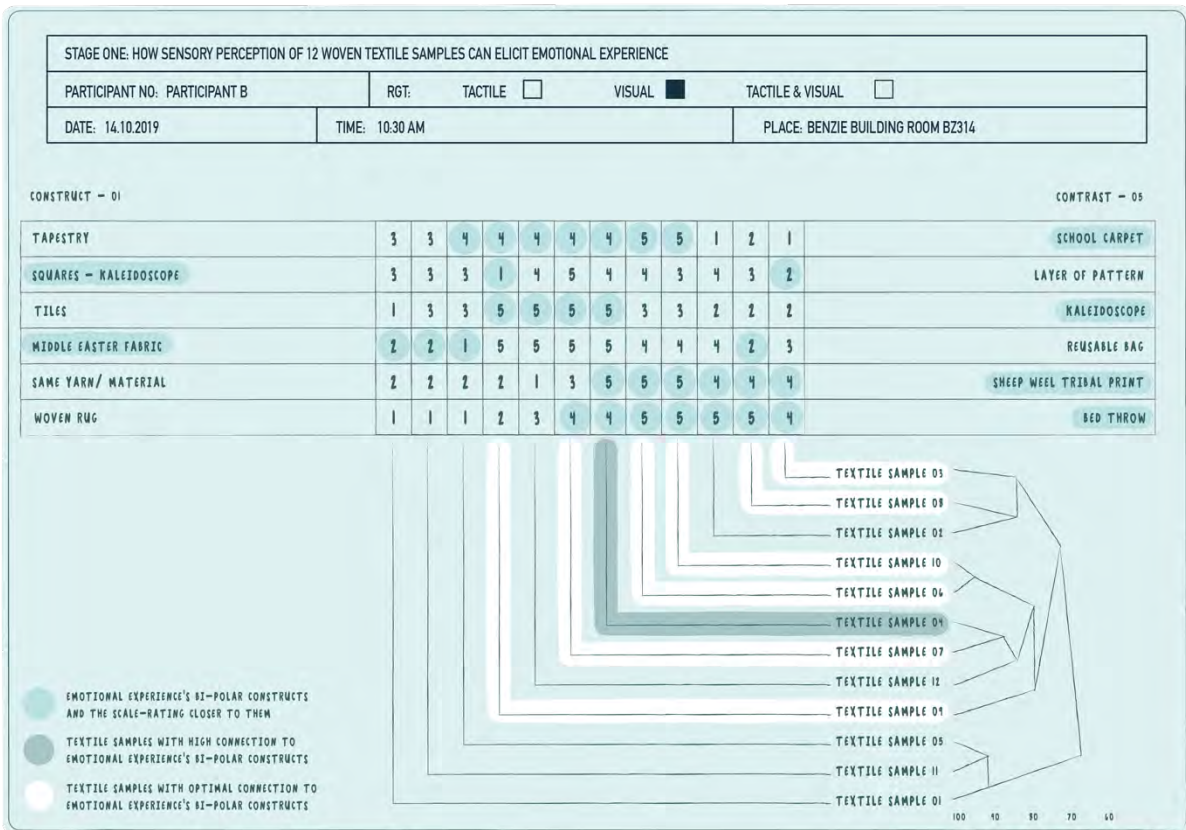 STAGE ONE: HOW SENSORY PERCEPTION OF 12 WOVEN TEXTILE SAMPLES CAN ELICIT EMOTIONAL EXPERIENCE
PARTICIPANT NO: PARTICIPANT B RGT: TACTILE VISUAL TACTILE & VISUAL
DATE: 14.10.2019 TIME: 10:30 AM PLACE: BENZIE BUILDING ROOM BZ314
CONSTRUCT - 01 CONTRAST - 05
TAPESTRY 3 3 4 4 4 4 4 5 5 1 2 1 SCHOOL CARPET
SQUARES - KALEIDOSCOPE 3 3 3 1 4 5 4 4 3 4 3 2 LAYER OF PATTERN
TILES 1 3 3 5 5 5 5 3 3 2 2 2 KALEIDOSCOPE
MIDDLE EASTER FABRIC 2 2 1 5 5 5 5 4 4 4 2 3 REUSABLE BAG
SAME YARN/ MATERIAL 2 2 2 2 1 3 5 5 5 4 4 4 SHEEP WEEL TRIBAL PRINT
WOVEN RUG 1 1 1 2 3 4 4 5 5 5 5 4 BED THROW
TEXTILE SAMPLE 03
TEXTILE SAMPLE 08
TEXTILE SAMPLE 02
TEXTILE SAMPLE 10
TEXTILE SAMPLE 06
TEXTILE SAMPLE 04
TEXTILE SAMPLE 07
TEXTILE SAMPLE 12
TEXTILE SAMPLE 09
TEXTILE SAMPLE 05
TEXTILE SAMPLE 11
TEXTILE SAMPLE 01
100 90 80 70 60
EMOTIONAL EXPERIENCE'S BI-POLAR CONSTRUCTS
AND THE SCALE-RATING CLOSER TO THEM
TEXTILE SAMPLES WITH HIGH CONNECTION TO
EMOTIONAL EXPERIENCE'S BI-POLAR CONSTRUCTS
TEXTILE SAMPLES WITH OPTIMAL CONNECTION TO
EMOTIONAL EXPERIENCE'S BI-POLAR CONSTRUCTS